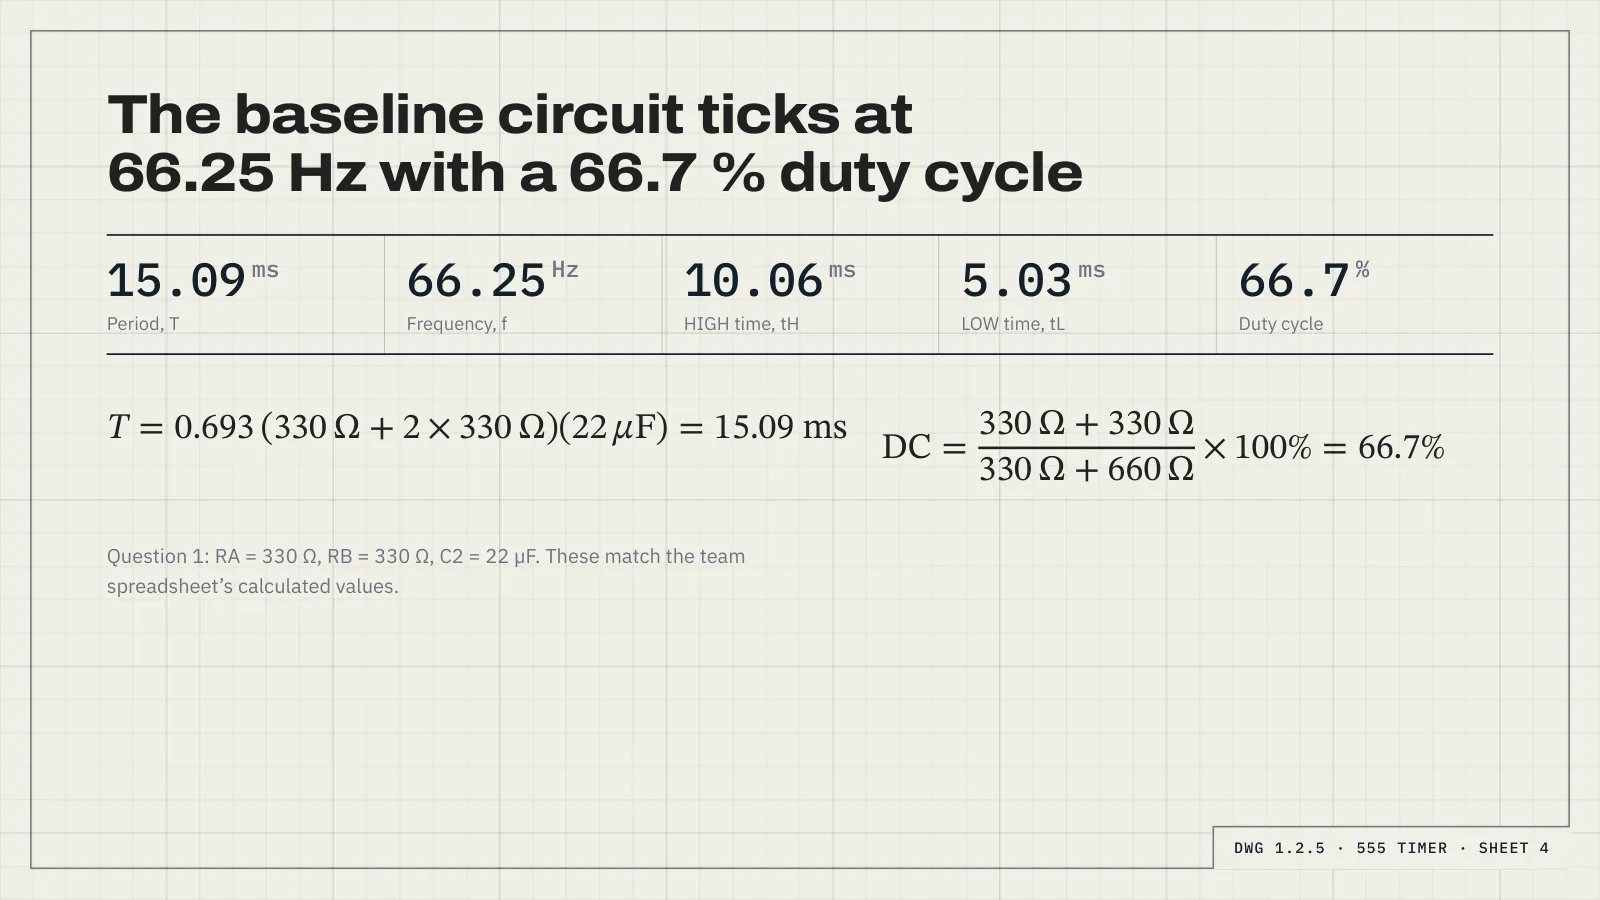 The baseline circuit ticks at
66.25 Hz with a 66.7 % duty cycle
15.09 ms
Period, T
66.25 Hz
Frequency, f
10.06 ms
HIGH time, tH
5.03 ms
LOW time, tL
66.7 %
Duty cycle
T = 0.693 (330 Ω + 2 × 330 Ω)(22 μF) = 15.09 ms
DC = (330 Ω + 330 Ω) / (330 Ω + 660 Ω) × 100% = 66.7%
Question 1: RA = 330 Ω, RB = 330 Ω, C2 = 22 µF. These match the team
spreadsheet’s calculated values.
DWG 1.2.5 · 555 TIMER · SHEET 4